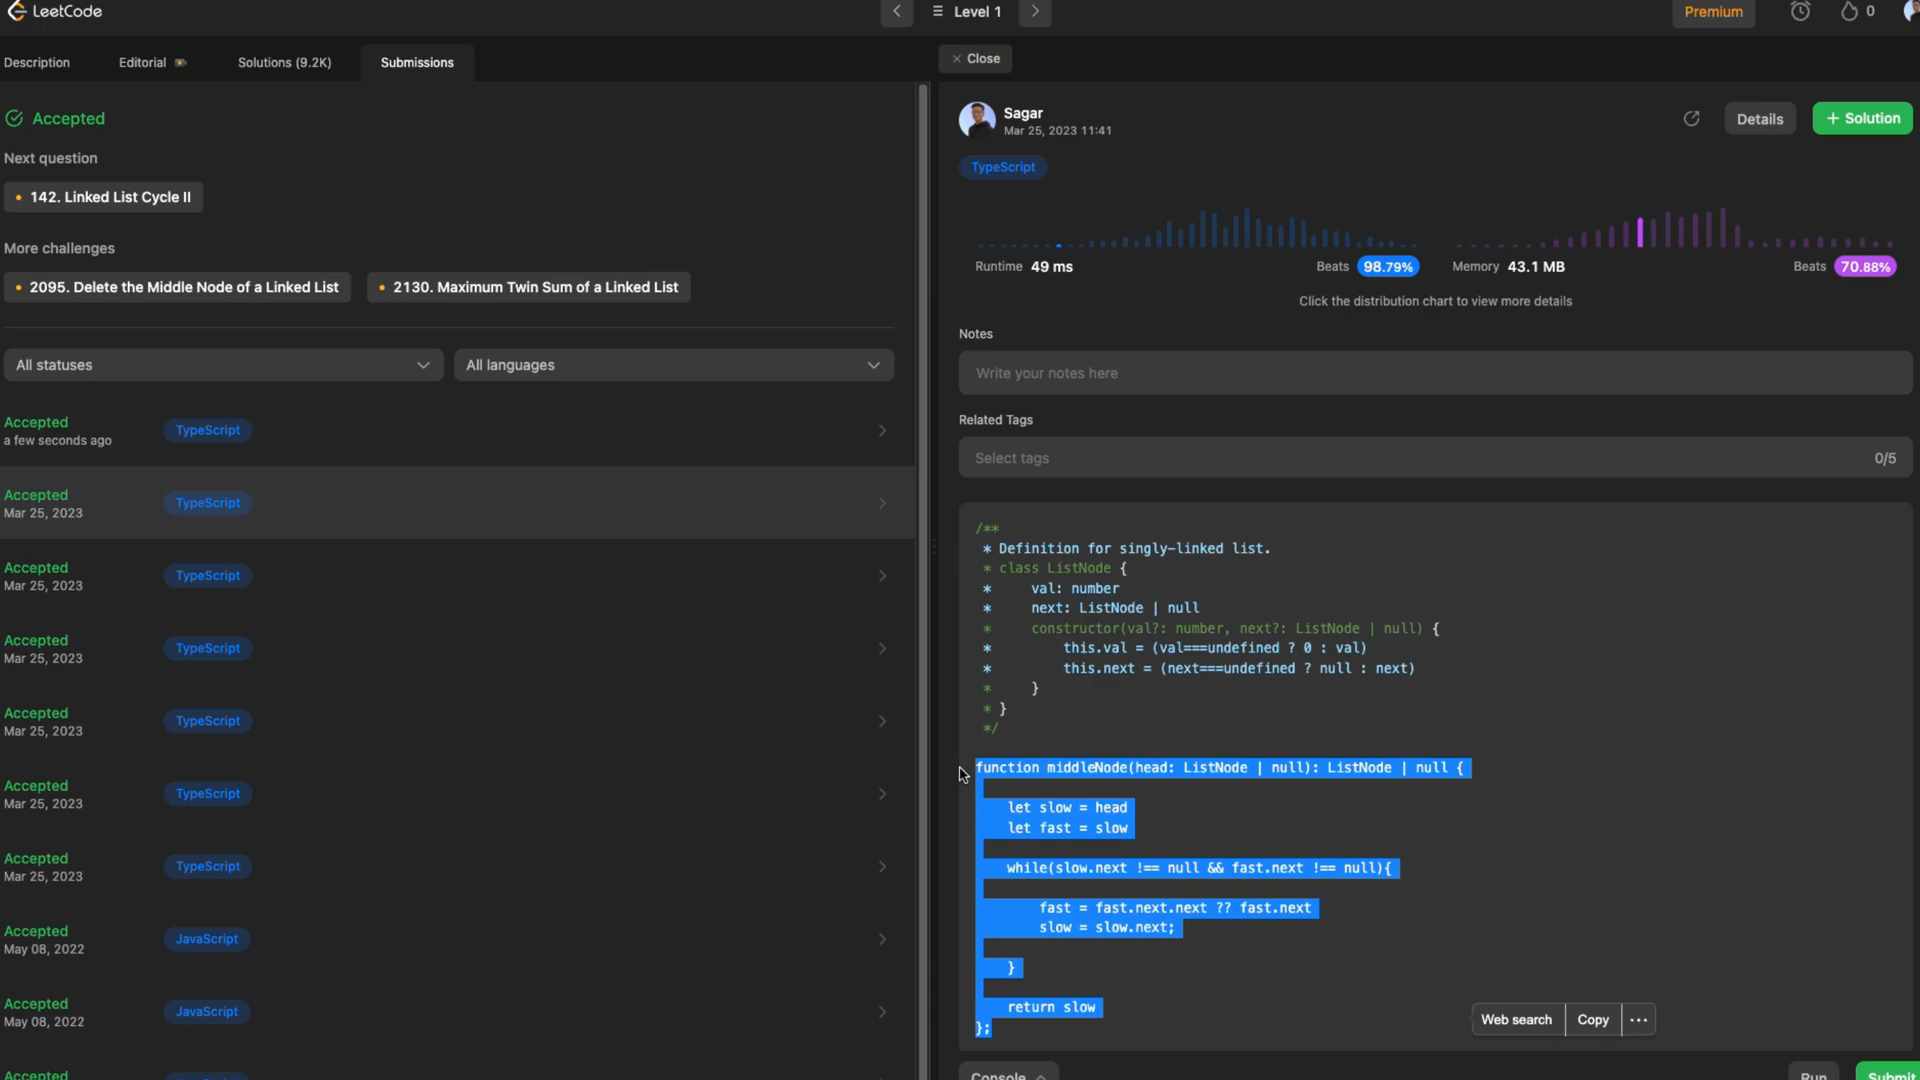 LeetCode
Level 1
Premium
0
Description
Editorial
Solutions (9.2K)
Submissions
Close
Accepted
Next question
142. Linked List Cycle II
More challenges
2095. Delete the Middle Node of a Linked List
2130. Maximum Twin Sum of a Linked List
All statuses
All languages
Accepted
a few seconds ago
TypeScript
Accepted
Mar 25, 2023
TypeScript
Accepted
Mar 25, 2023
TypeScript
Accepted
Mar 25, 2023
TypeScript
Accepted
Mar 25, 2023
TypeScript
Accepted
Mar 25, 2023
TypeScript
Accepted
Mar 25, 2023
TypeScript
Accepted
May 08, 2022
JavaScript
Accepted
May 08, 2022
JavaScript
Accepted
Sagar
Mar 25, 2023 11:41
Details
+ Solution
TypeScript
Runtime 49 ms
Beats 98.79%
Memory 43.1 MB
Beats 70.88%
Click the distribution chart to view more details
Notes
Write your notes here
Related Tags
Select tags
0/5
/**
* Definition for singly-linked list.
* class ListNode {
*     val: number
*     next: ListNode | null
*     constructor(val?: number, next?: ListNode | null) {
*         this.val = (val===undefined ? 0 : val)
*         this.next = (next===undefined ? null : next)
*     }
* }
*/
function middleNode(head: ListNode | null): ListNode | null {
let slow = head
let fast = slow
while(slow.next !== null && fast.next !== null){
fast = fast.next.next ?? fast.next
slow = slow.next;
}
return slow
};
Web search
Copy
Console
Run
Submit